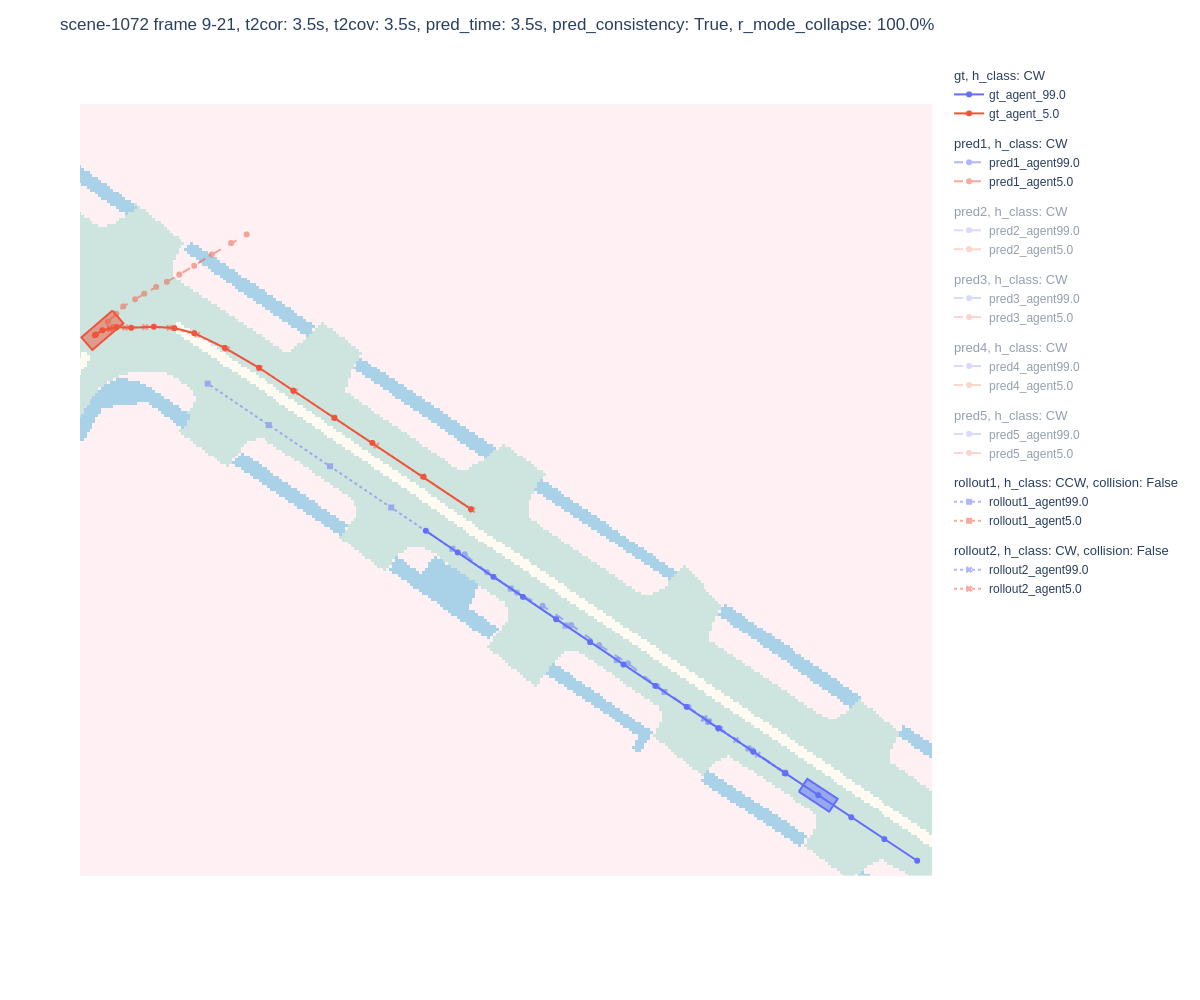 scene-1072 frame 9-21, t2cor: 3.5s, t2cov: 3.5s, pred_time: 3.5s, pred_consistency: True, r_mode_collapse: 100.0%
gt, h_class: CW
gt_agent_99.0
gt_agent_5.0
pred1, h_class: CW
pred1_agent99.0
pred1_agent5.0
pred2, h_class: CW
pred2_agent99.0
pred2_agent5.0
pred3, h_class: CW
pred3_agent99.0
pred3_agent5.0
pred4, h_class: CW
pred4_agent99.0
pred4_agent5.0
pred5, h_class: CW
pred5_agent99.0
pred5_agent5.0
rollout1, h_class: CCW, collision: False
rollout1_agent99.0
rollout1_agent5.0
rollout2, h_class: CW, collision: False
rollout2_agent99.0
rollout2_agent5.0